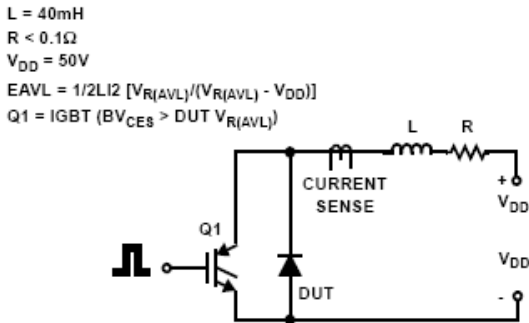 L = 40mH
R < 0.1Ω
VDD = 50V
EAVL = 1/2LI2 [VR(AVL)/(VR(AVL) - VDD)]
Q1 = IGBT (BVCES > DUT VR(AVL))
L R
CURRENT
SENSE
+
VDD
Q1
VDD
DUT
-